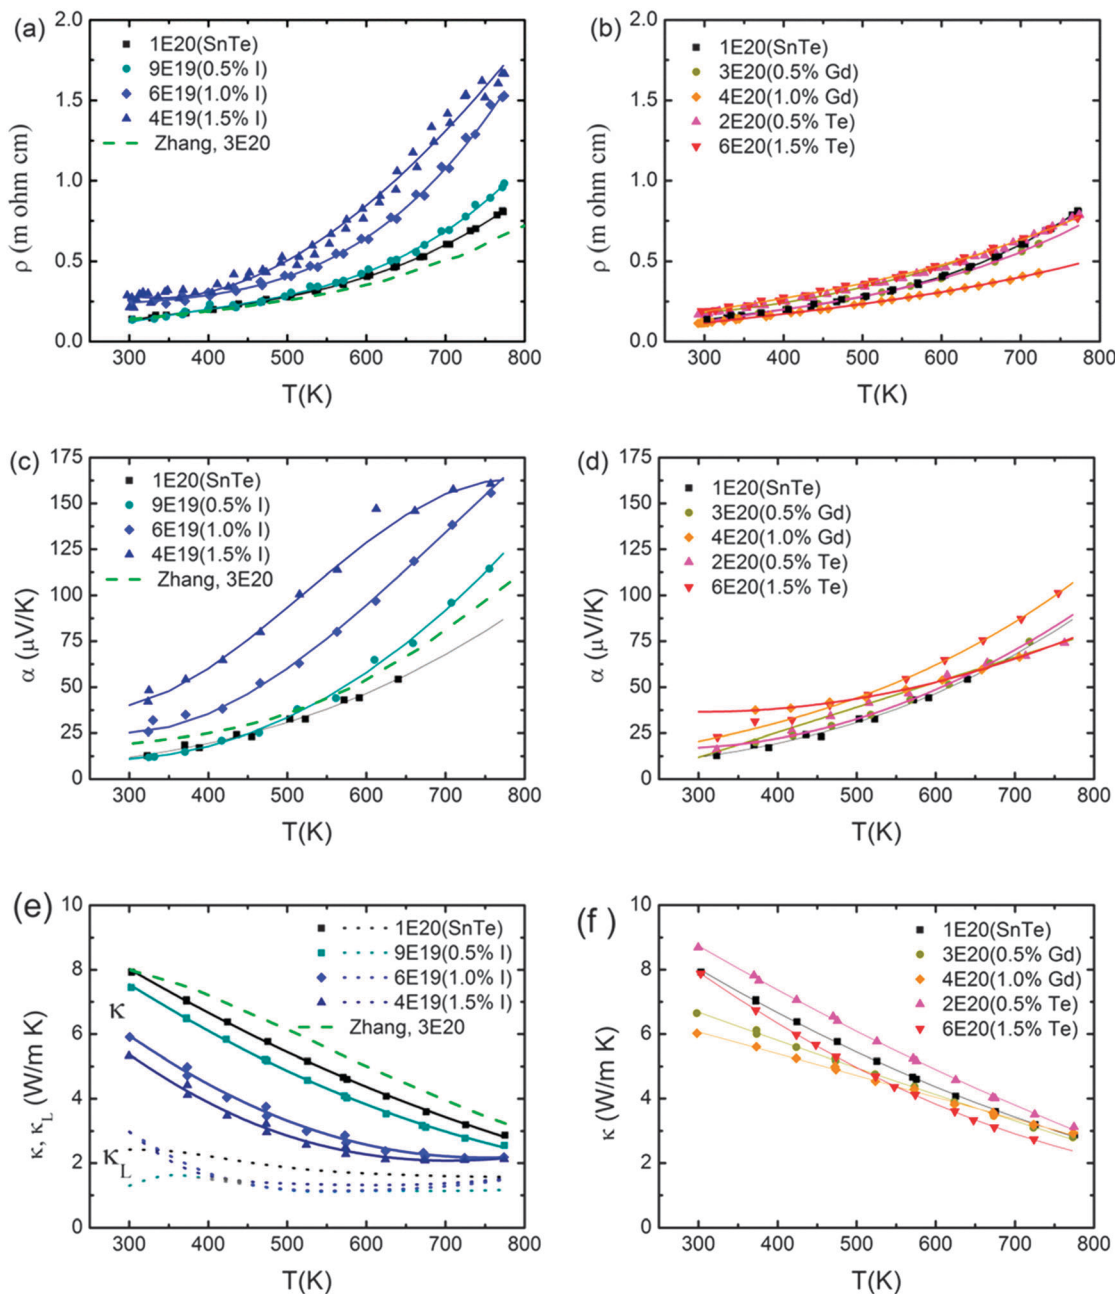 (a)
2.0
1.5
1.0
0.5
0.0
ρ (m ohm cm)
1E20(SnTe)
9E19(0.5% I)
6E19(1.0% I)
4E19(1.5% I)
Zhang, 3E20
300 400 500 600 700 800
T(K)
(b)
2.0
1.5
1.0
0.5
0.0
ρ (m ohm cm)
1E20(SnTe)
3E20(0.5% Gd)
4E20(1.0% Gd)
2E20(0.5% Te)
6E20(1.5% Te)
300 400 500 600 700 800
T(K)
(c)
175
150
125
100
75
50
25
0
α (μV/K)
1E20(SnTe)
9E19(0.5% I)
6E19(1.0% I)
4E19(1.5% I)
Zhang, 3E20
300 400 500 600 700 800
T(K)
(d)
175
150
125
100
75
50
25
0
α (μV/K)
1E20(SnTe)
3E20(0.5% Gd)
4E20(1.0% Gd)
2E20(0.5% Te)
6E20(1.5% Te)
300 400 500 600 700 800
T(K)
(e)
10
8
6
4
2
0
κ, κL (W/m K)
1E20(SnTe)
9E19(0.5% I)
6E19(1.0% I)
4E19(1.5% I)
Zhang, 3E20
κ
κL
300 400 500 600 700 800
T(K)
(f )
10
8
6
4
2
0
κ (W/m K)
1E20(SnTe)
3E20(0.5% Gd)
4E20(1.0% Gd)
2E20(0.5% Te)
6E20(1.5% Te)
300 400 500 600 700 800
T(K)